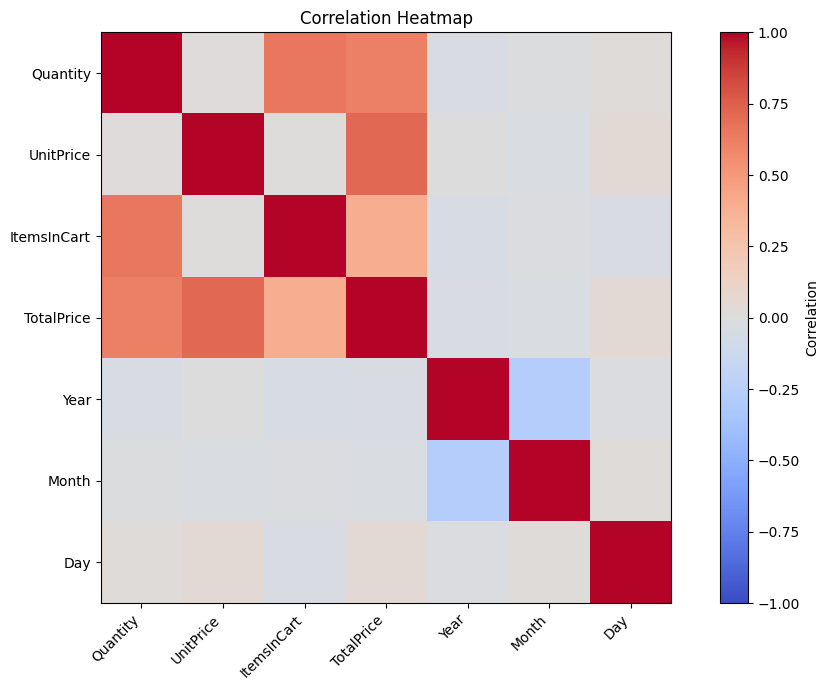 Correlation Heatmap
Quantity
UnitPrice
ItemsInCart
TotalPrice
Year
Month
Day
Quantity
UnitPrice
ItemsInCart
TotalPrice
Year
Month
Day
1.00
0.75
0.50
0.25
0.00
−0.25
−0.50
−0.75
−1.00
Correlation